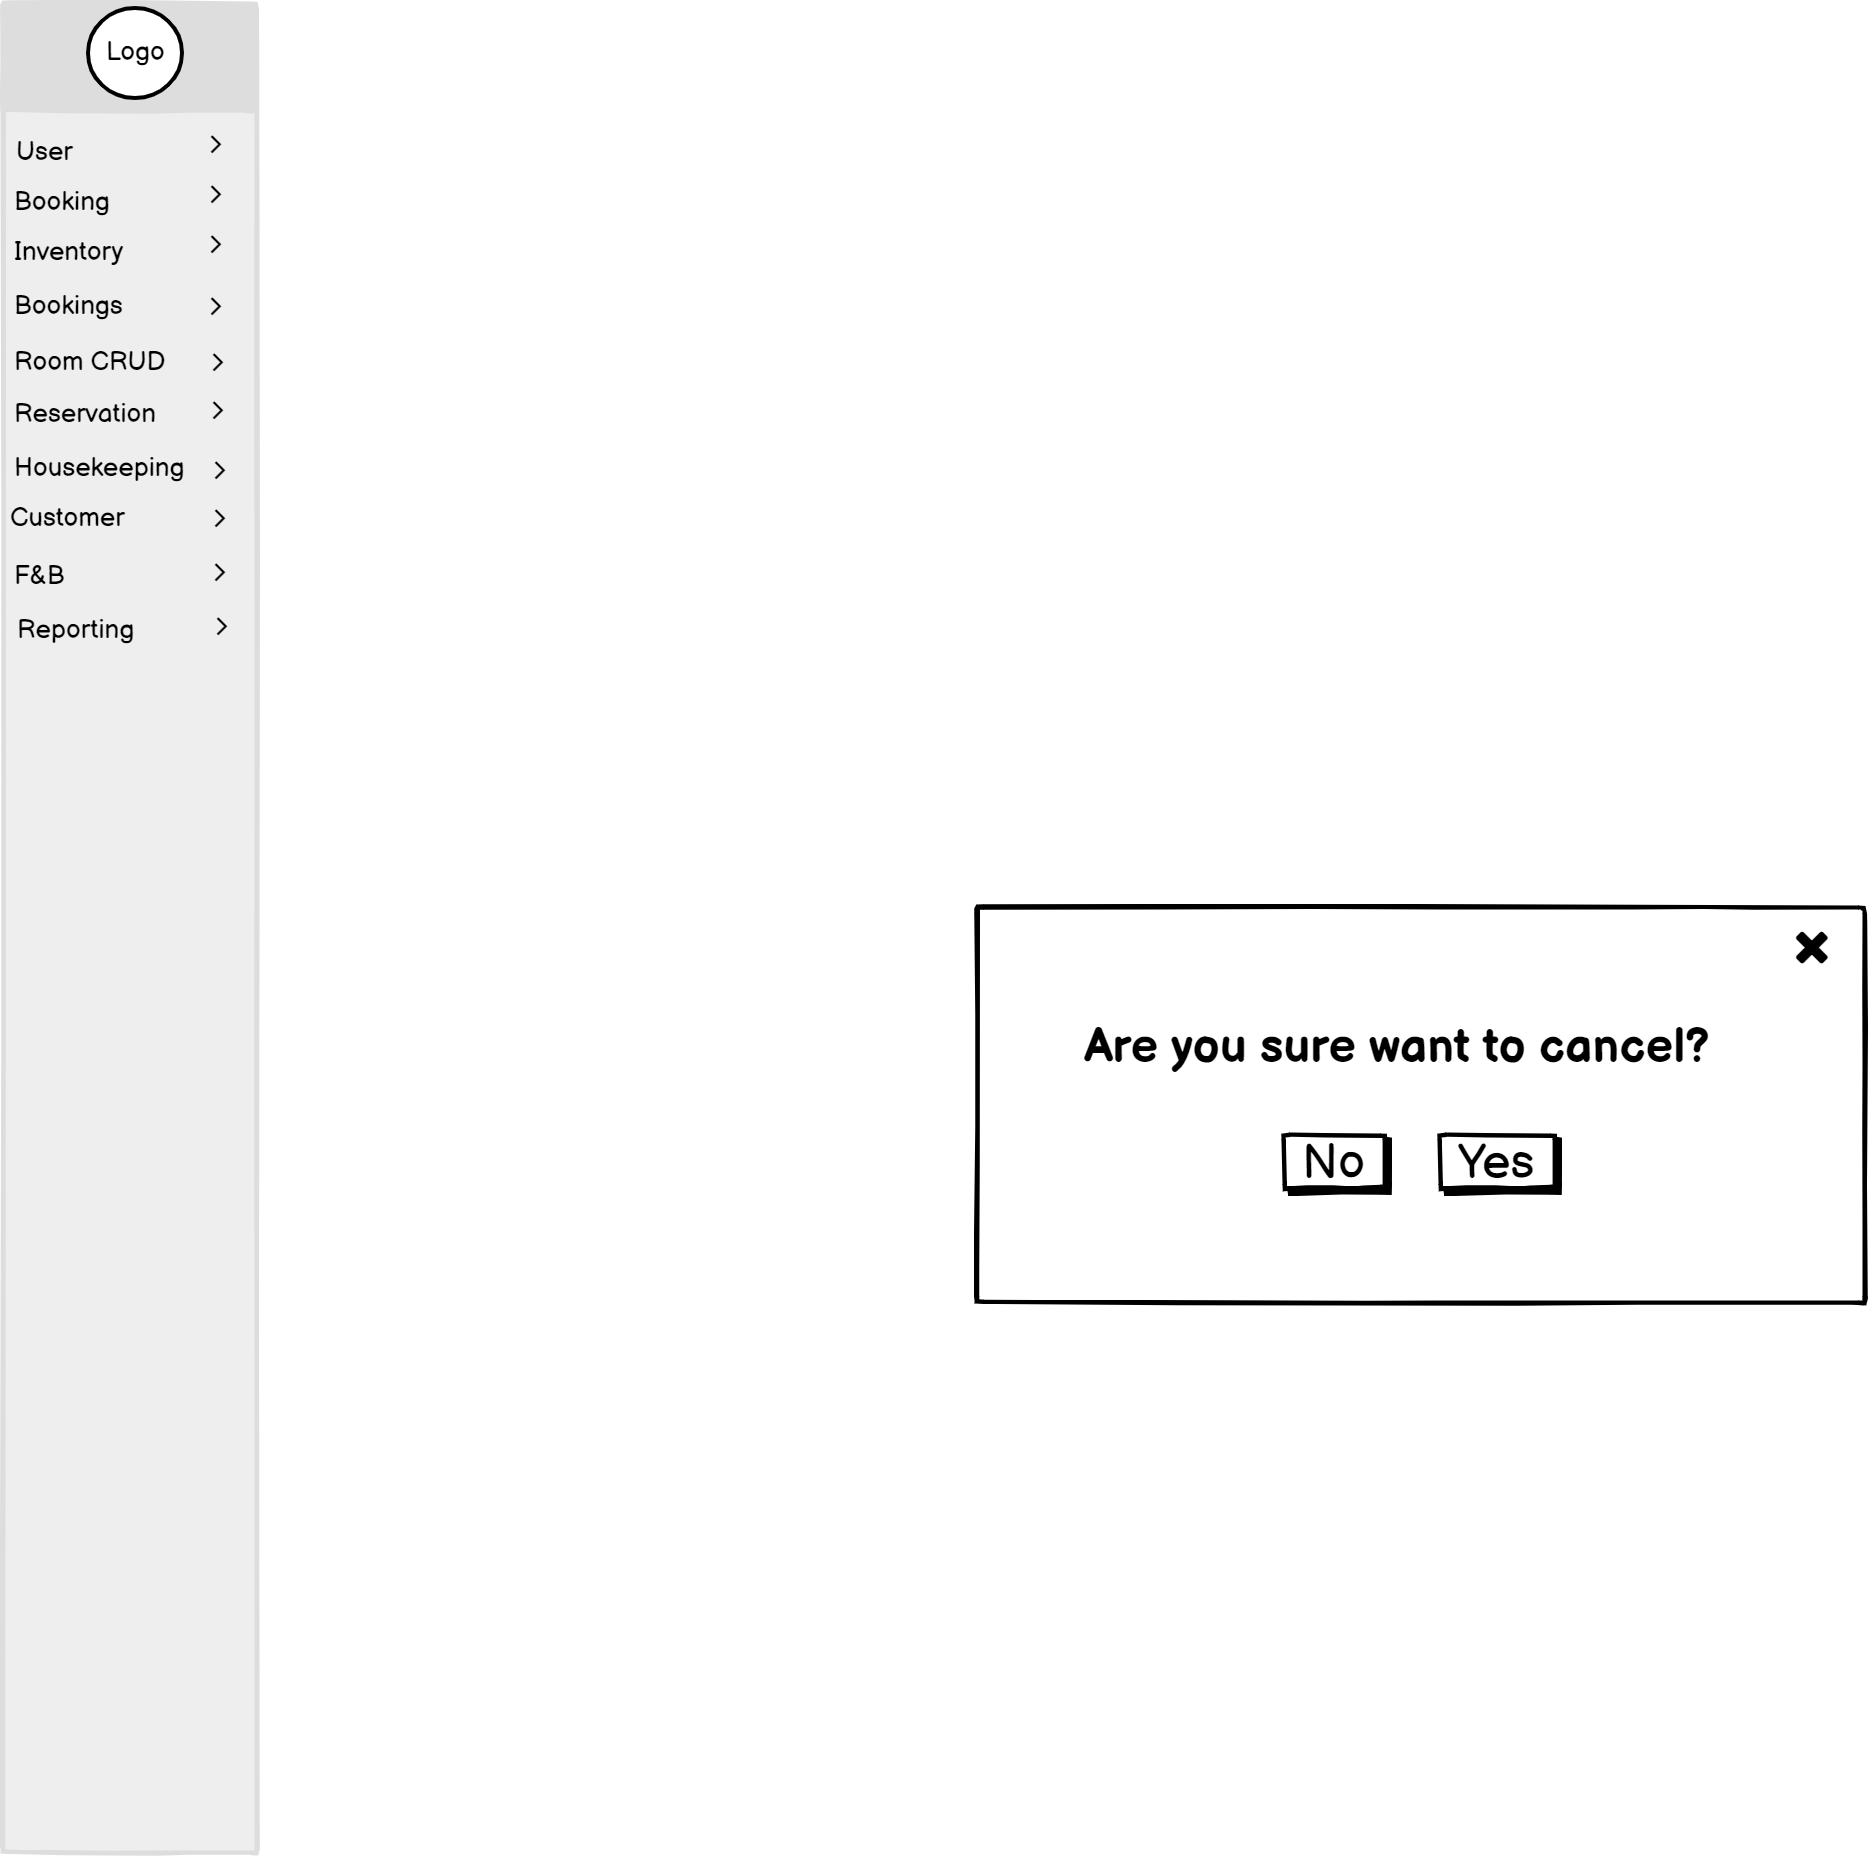 Logo
User
Booking
Inventory
Bookings
Room CRUD
Reservation
Housekeeping
Customer
F&B
Reporting
Are you sure want to cancel?
No
Yes